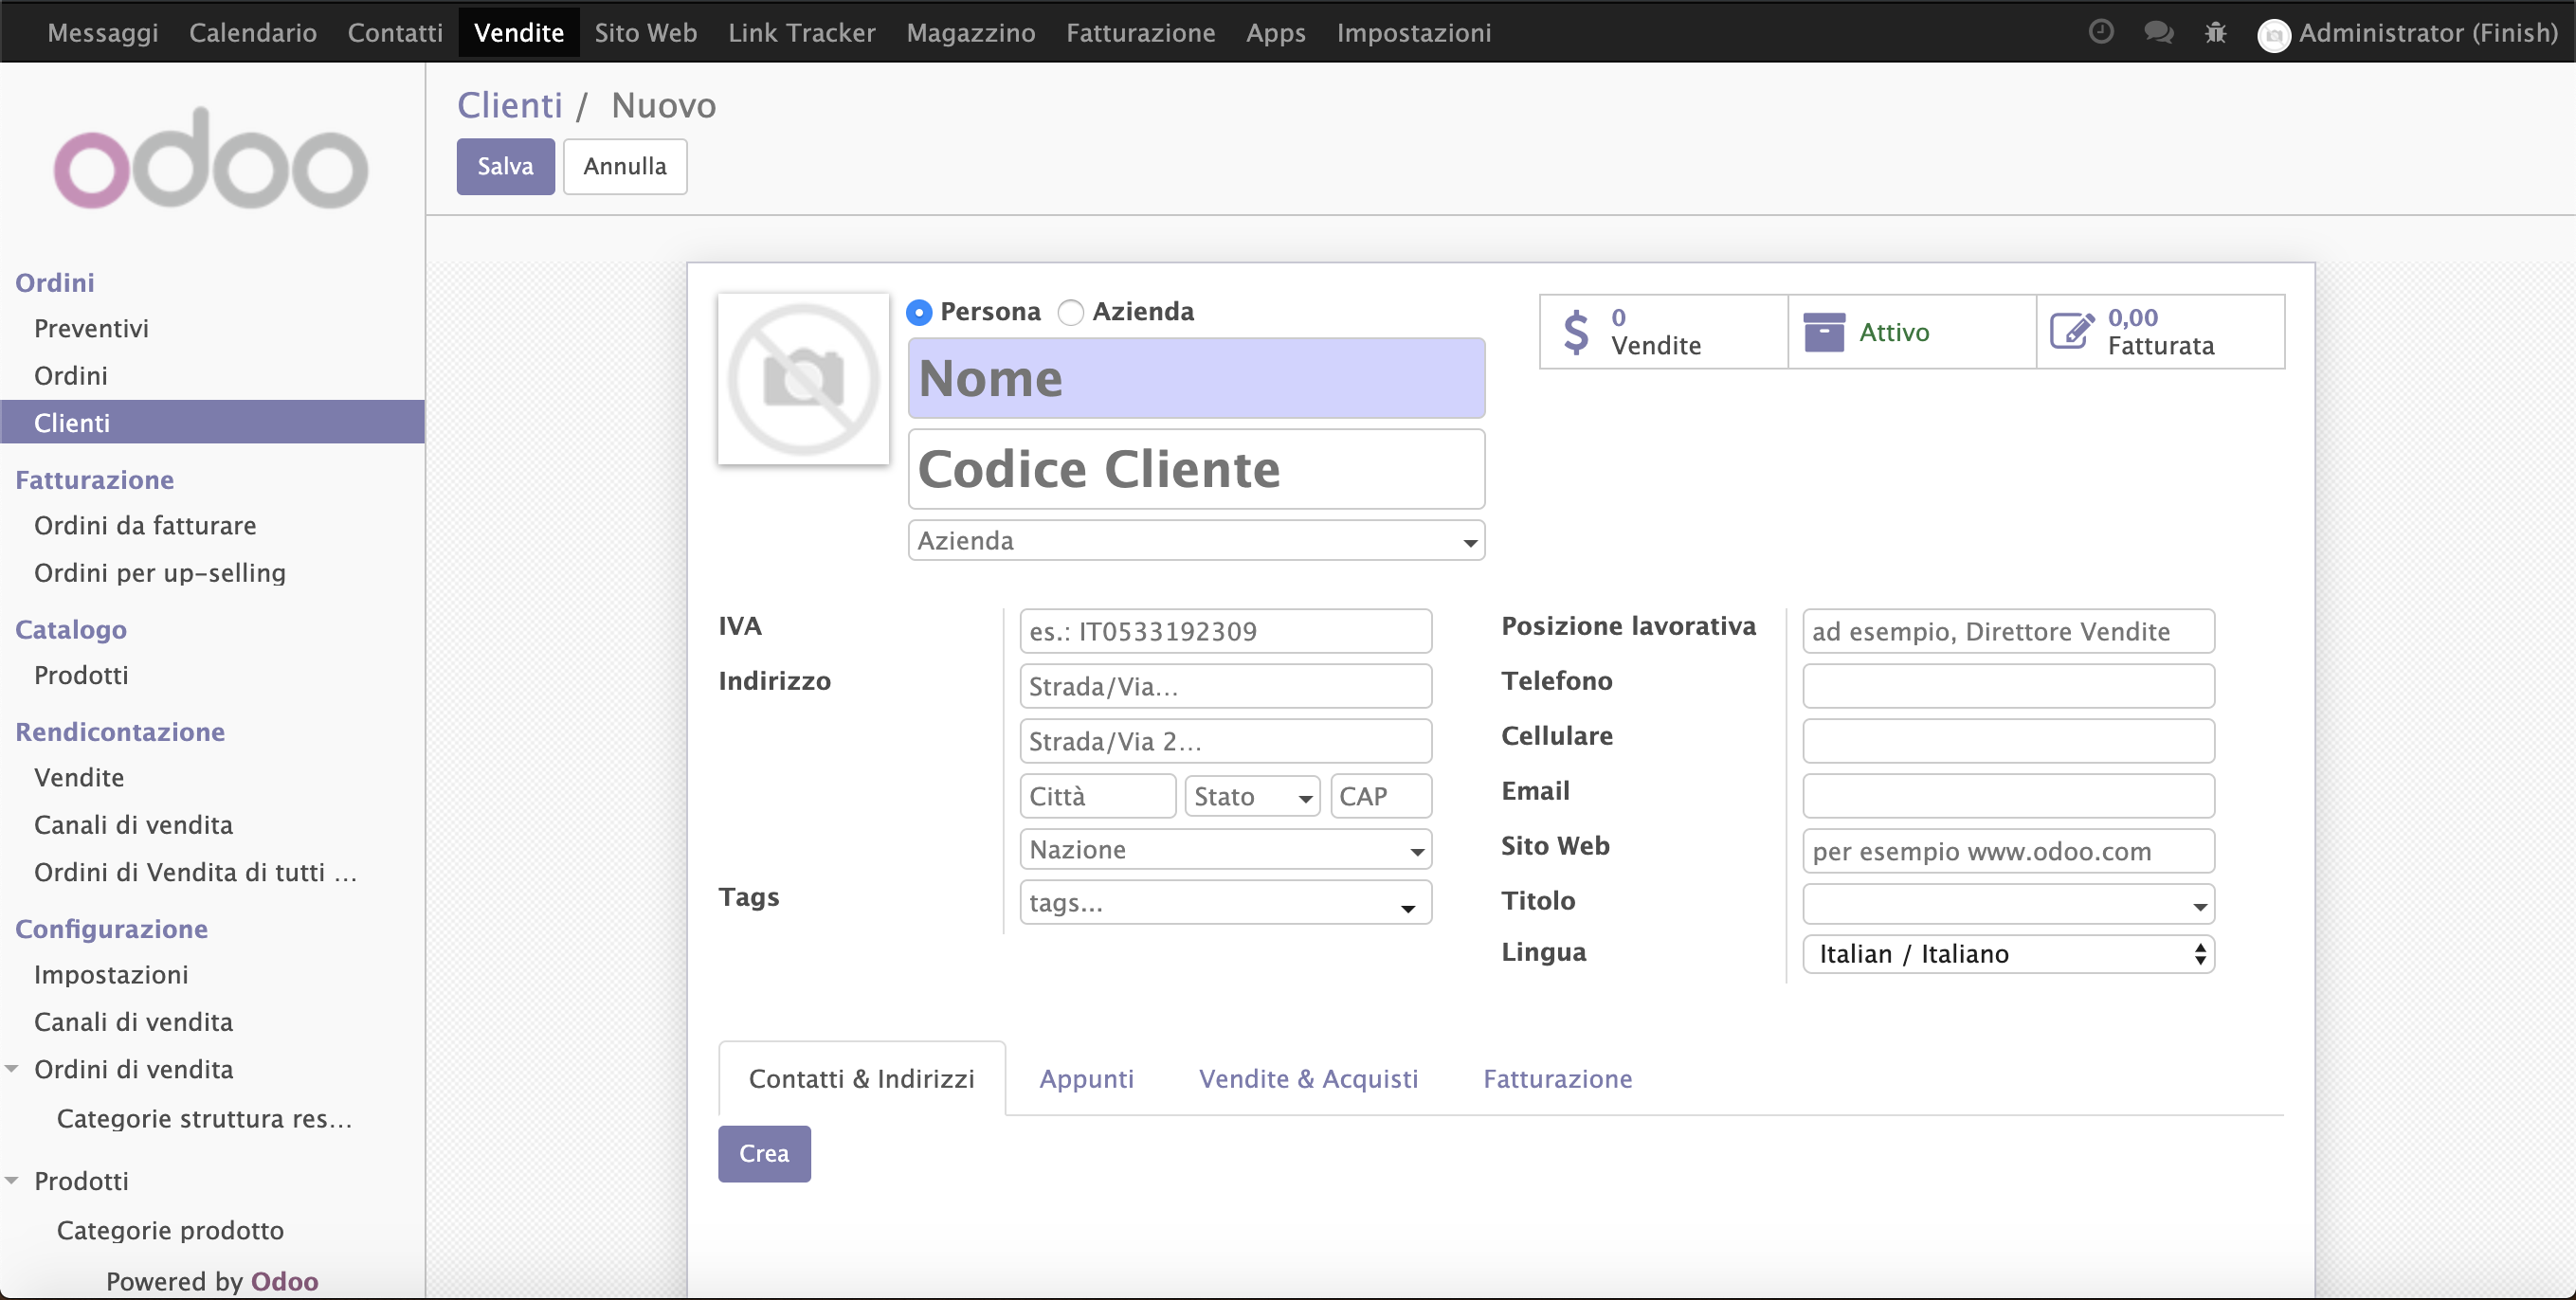 Messaggi Calendario Contatti Vendite Sito Web Link Tracker Magazzino Fatturazione Apps Impostazioni Administrator (Finish)
odoo
Ordini
Preventivi
Ordini
Clienti
Fatturazione
Ordini da fatturare
Ordini per up-selling
Catalogo
Prodotti
Rendicontazione
Vendite
Canali di vendita
Ordini di Vendita di tutti ...
Configurazione
Impostazioni
Canali di vendita
Ordini di vendita
Categorie struttura res...
Prodotti
Categorie prodotto
Powered by Odoo
Clienti / Nuovo
Salva Annulla
Persona Azienda
Nome
Codice Cliente
Azienda
$ 0 Vendite
Attivo
0,00 Fatturata
IVA es.: IT0533192309
Indirizzo Strada/Via...
Strada/Via 2...
Città Stato CAP
Nazione
Tags tags...
Posizione lavorativa ad esempio, Direttore Vendite
Telefono
Cellulare
Email
Sito Web per esempio www.odoo.com
Titolo
Lingua Italian / Italiano
Contatti & Indirizzi Appunti Vendite & Acquisti Fatturazione
Crea